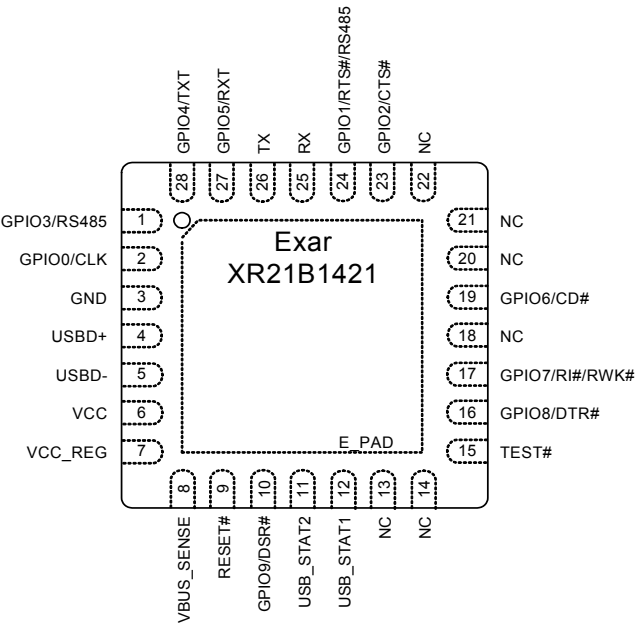 GPIO4/TXT
GPIO5/RXT
TX
RX
GPIO1/RTS#/RS485
GPIO2/CTS#
NC
28
27
26
25
24
23
22
GPIO3/RS485 1
GPIO0/CLK 2
GND 3
USBD+ 4
USBD- 5
VCC 6
VCC_REG 7
Exar
XR21B1421
E_PAD
21 NC
20 NC
19 GPIO6/CD#
18 NC
17 GPIO7/RI#/RWK#
16 GPIO8/DTR#
15 TEST#
8
9
10
11
12
13
14
VBUS_SENSE
RESET#
GPIO9/DSR#
USB_STAT2
USB_STAT1
NC
NC